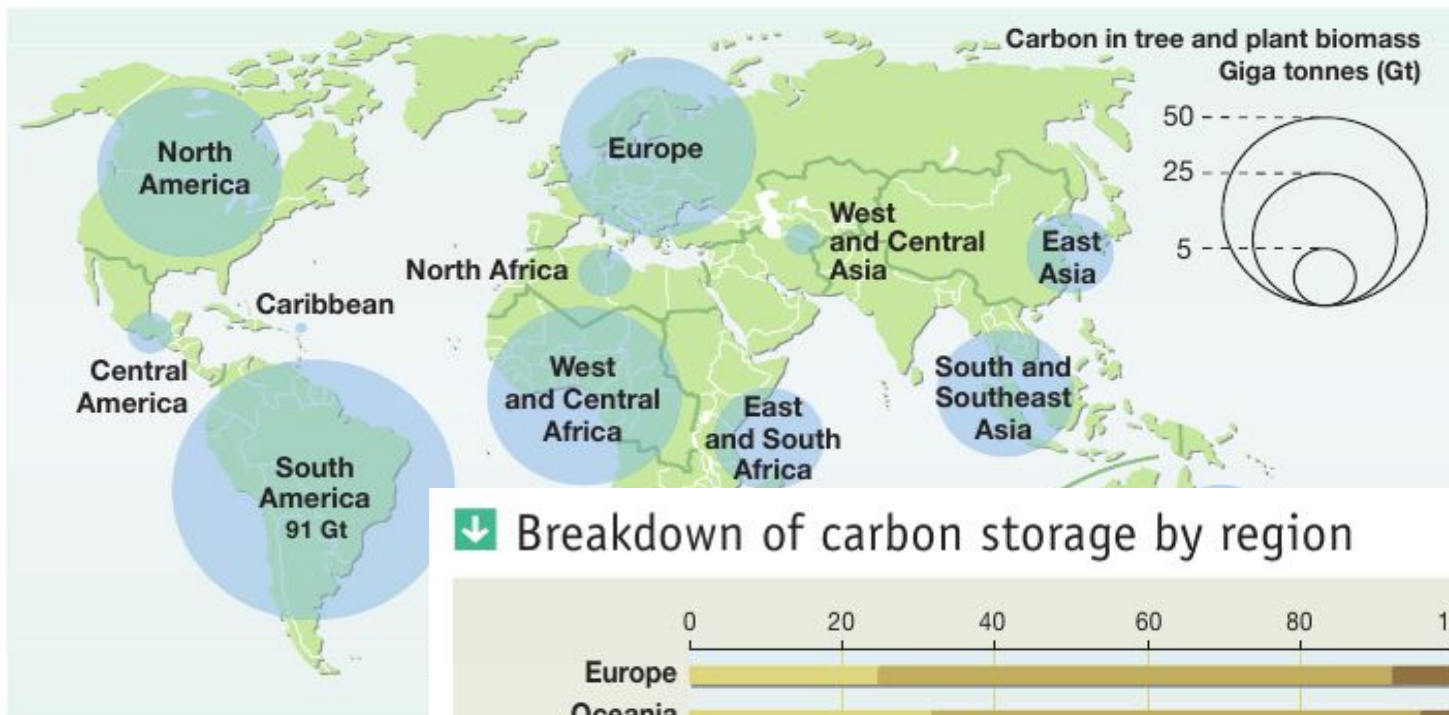 Carbon in tree and plant biomass
Giga tonnes (Gt)
50
25
5
North
America
Europe
West
and Central
Asia
East
Asia
North Africa
Caribbean
Central
America
West
and Central
Africa
East
and South
Africa
South and
Southeast
Asia
South
America
91 Gt
Breakdown of carbon storage by region
0 20 40 60 80
Europe
Oceania